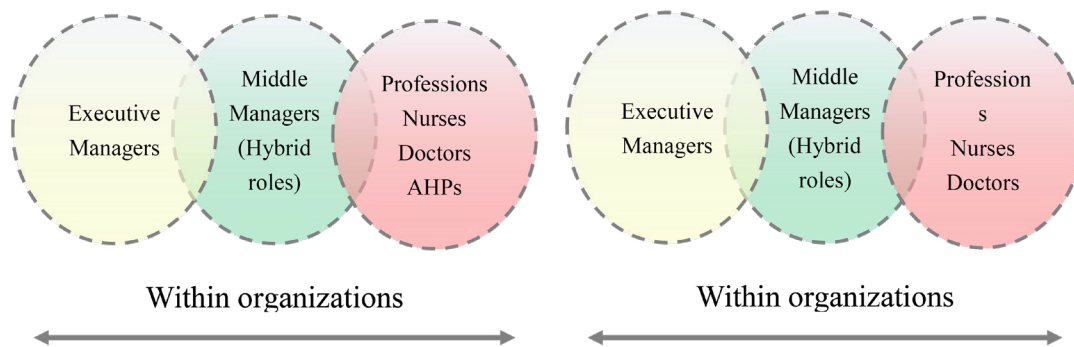 Executive
Managers
Middle
Managers
(Hybrid
roles)
Professions
Nurses
Doctors
AHPs
Within organizations
Executive
Managers
Middle
Managers
(Hybrid
roles)
Profession
s
Nurses
Doctors
Within organizations